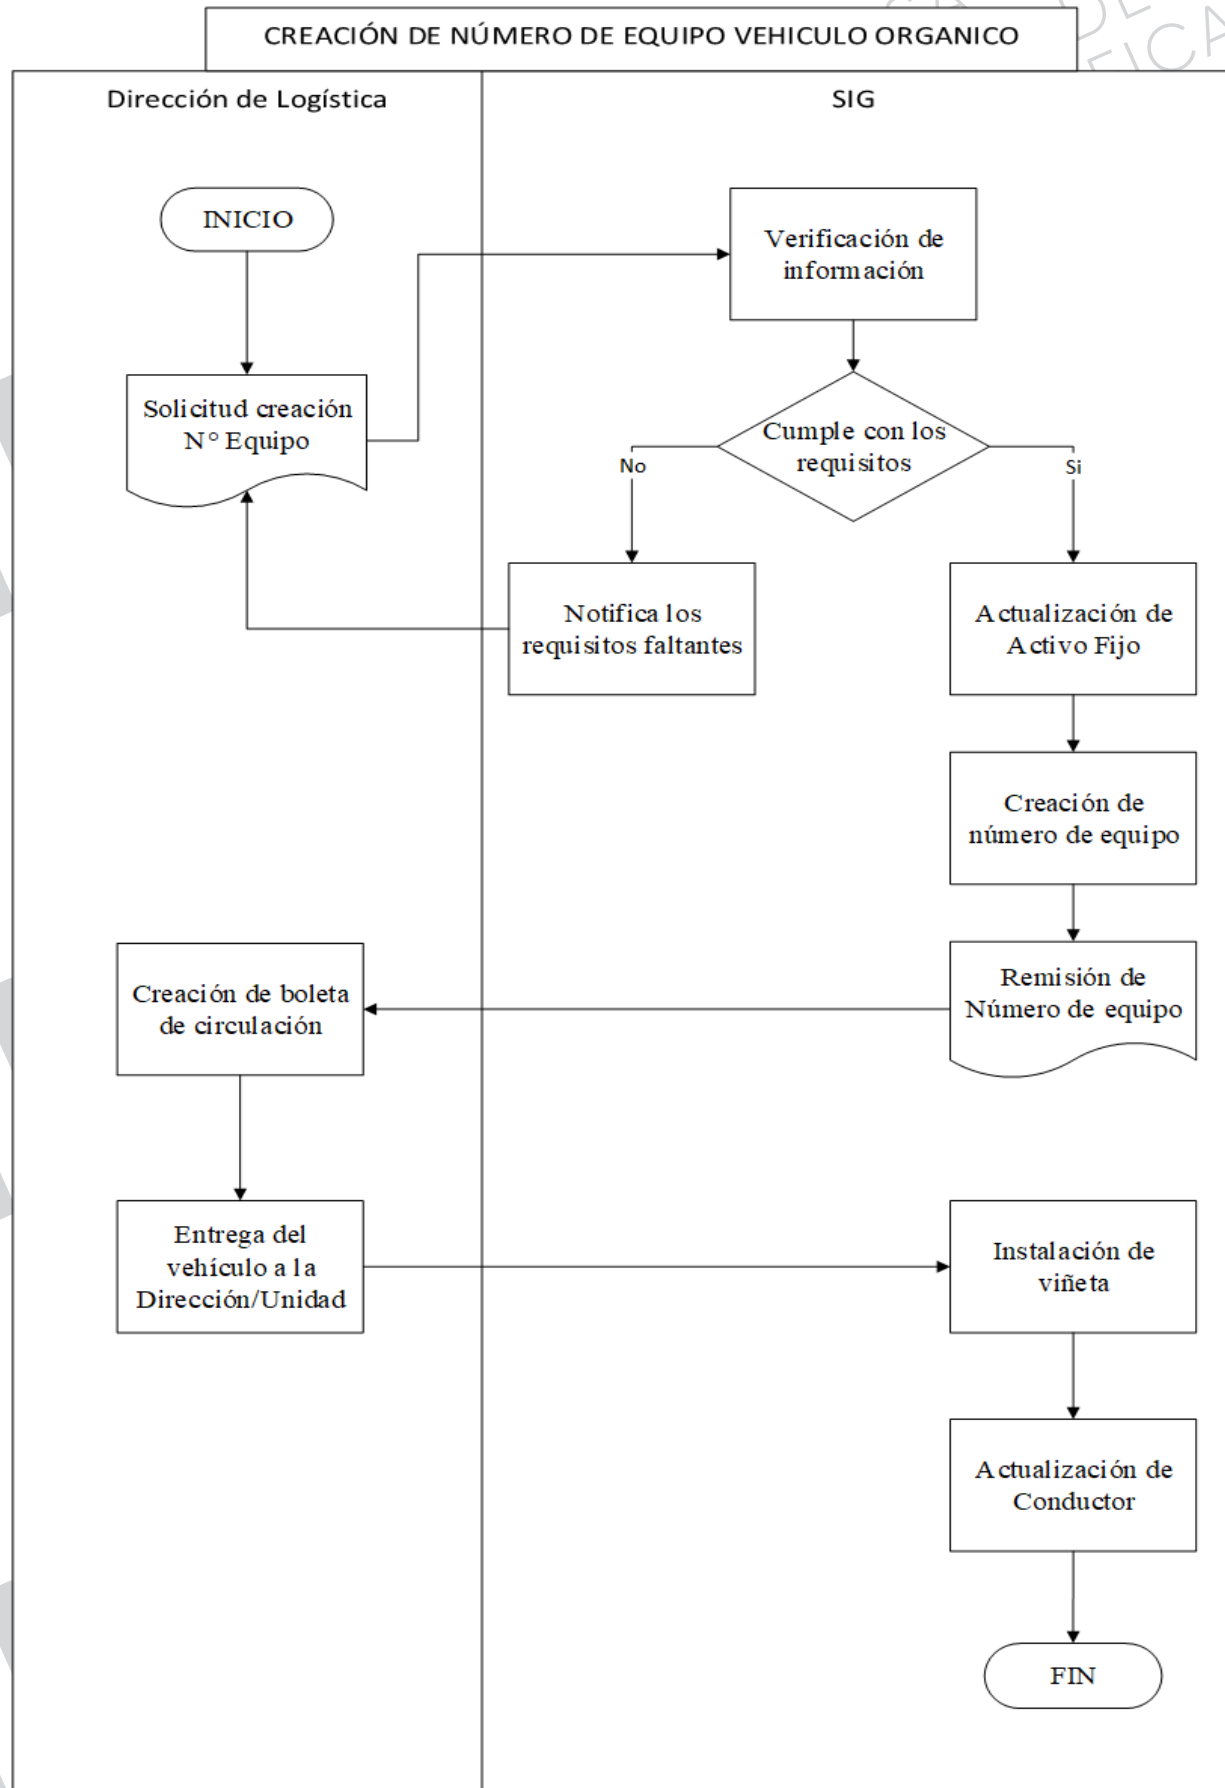 CREACIÓN DE NÚMERO DE EQUIPO VEHICULO ORGANICO
Dirección de Logística
SIG
INICIO
Verificación de
información
Solicitud creación
N° Equipo
Cumple con los
requisitos
No
Si
Notifica los
requisitos faltantes
Actualización de
Activo Fijo
Creación de
número de equipo
Remisión de
Número de equipo
Creación de boleta
de circulación
Entrega del
vehículo a la
Dirección/Unidad
Instalación de
viñeta
Actualización de
Conductor
FIN